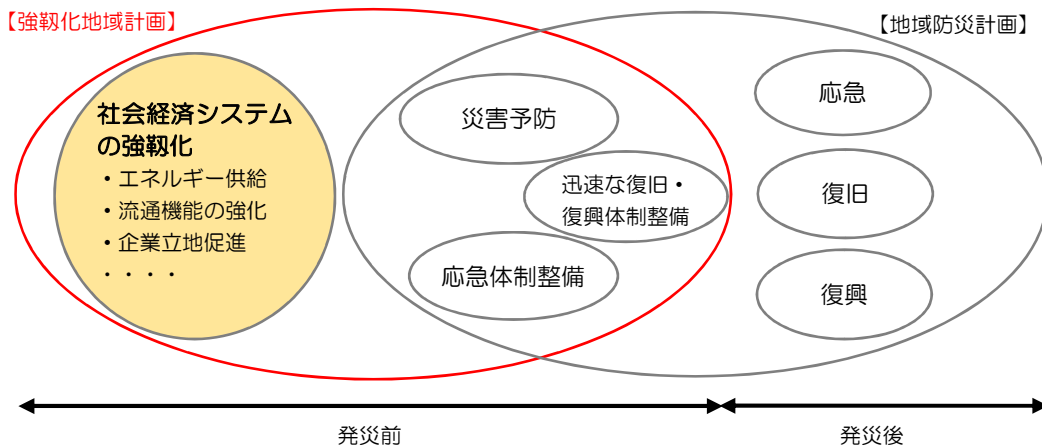 【強靱化地域計画】
【地域防災計画】
社会経済システム
の強靱化
・エネルギー供給
・流通機能の強化
・企業立地促進
・・・・
災害予防
迅速な復旧・
復興体制整備
応急体制整備
応急
復旧
復興
発災前
発災後